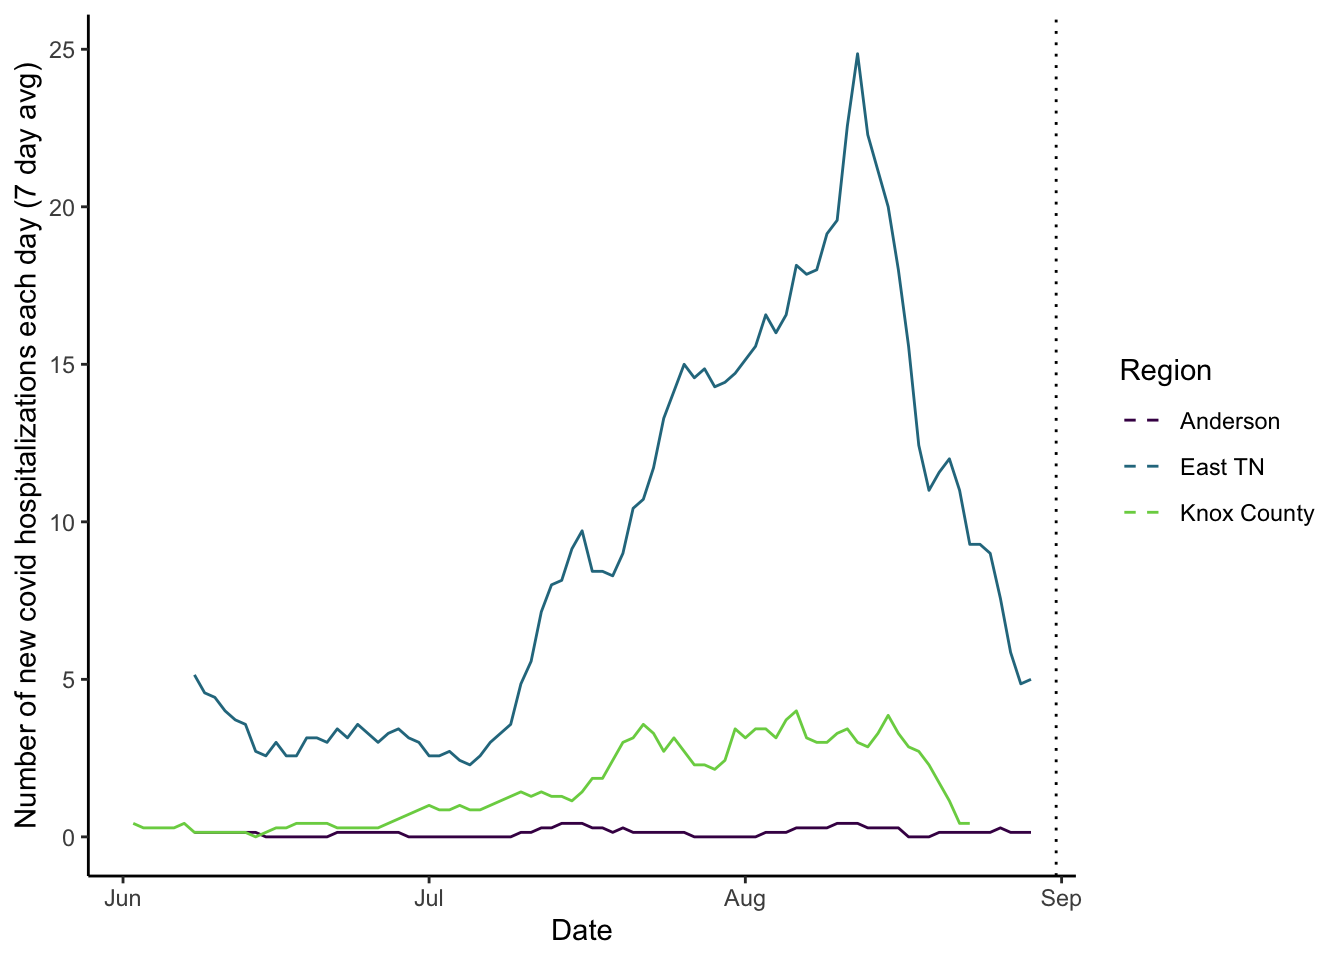 Number of new covid hospitalizations each day (7 day avg)
25
20
15
10
5
0
Jun
Jul
Aug
Sep
Date
Region
Anderson
East TN
Knox County